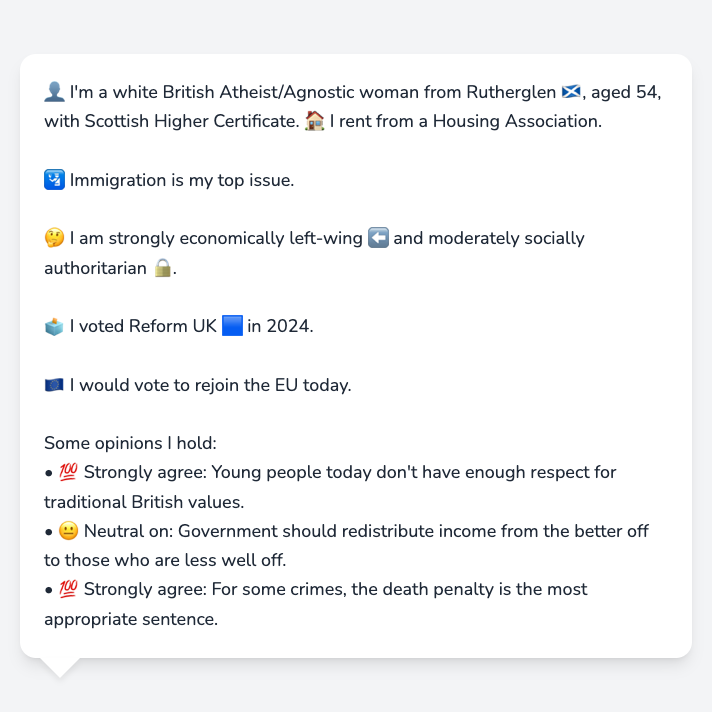 👤 I'm a white British Atheist/Agnostic woman from Rutherglen 🏴󠁧󠁢󠁳󠁣󠁴󠁿, aged 54,
with Scottish Higher Certificate. 🏠 I rent from a Housing Association.
🛂 Immigration is my top issue.
🤔 I am strongly economically left-wing ⬅️ and moderately socially
authoritarian 🔒.
🗳️ I voted Reform UK 🟦 in 2024.
🇪🇺 I would vote to rejoin the EU today.
Some opinions I hold:
• 💯 Strongly agree: Young people today don't have enough respect for
traditional British values.
• 😐 Neutral on: Government should redistribute income from the better off
to those who are less well off.
• 💯 Strongly agree: For some crimes, the death penalty is the most
appropriate sentence.